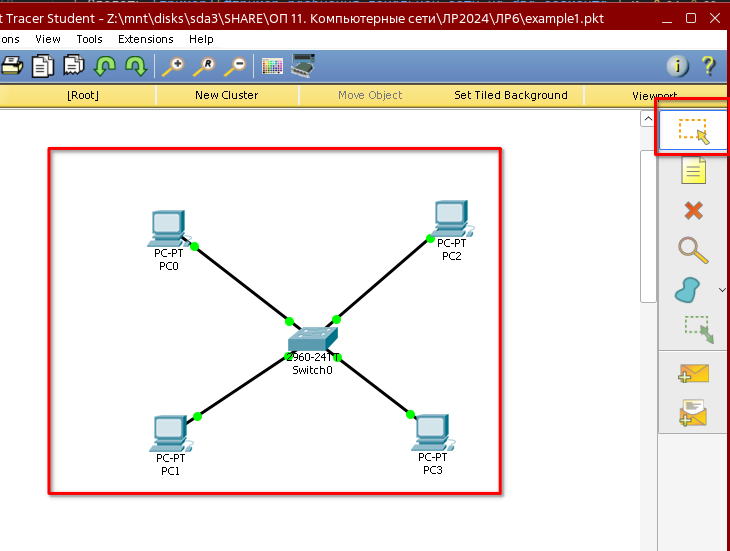 t Tracer Student - Z:\mnt\disks\sda3\SHARE\ОП 11. Компьютерные сети\ЛР2024\ЛР6\example1.pkt
ons View Tools Extensions Help
[Root] New Cluster Move Object Set Tiled Background Viewport
PC-PT
PC0
PC-PT
PC2
2960-24TT
Switch0
PC-PT
PC1
PC-PT
PC3